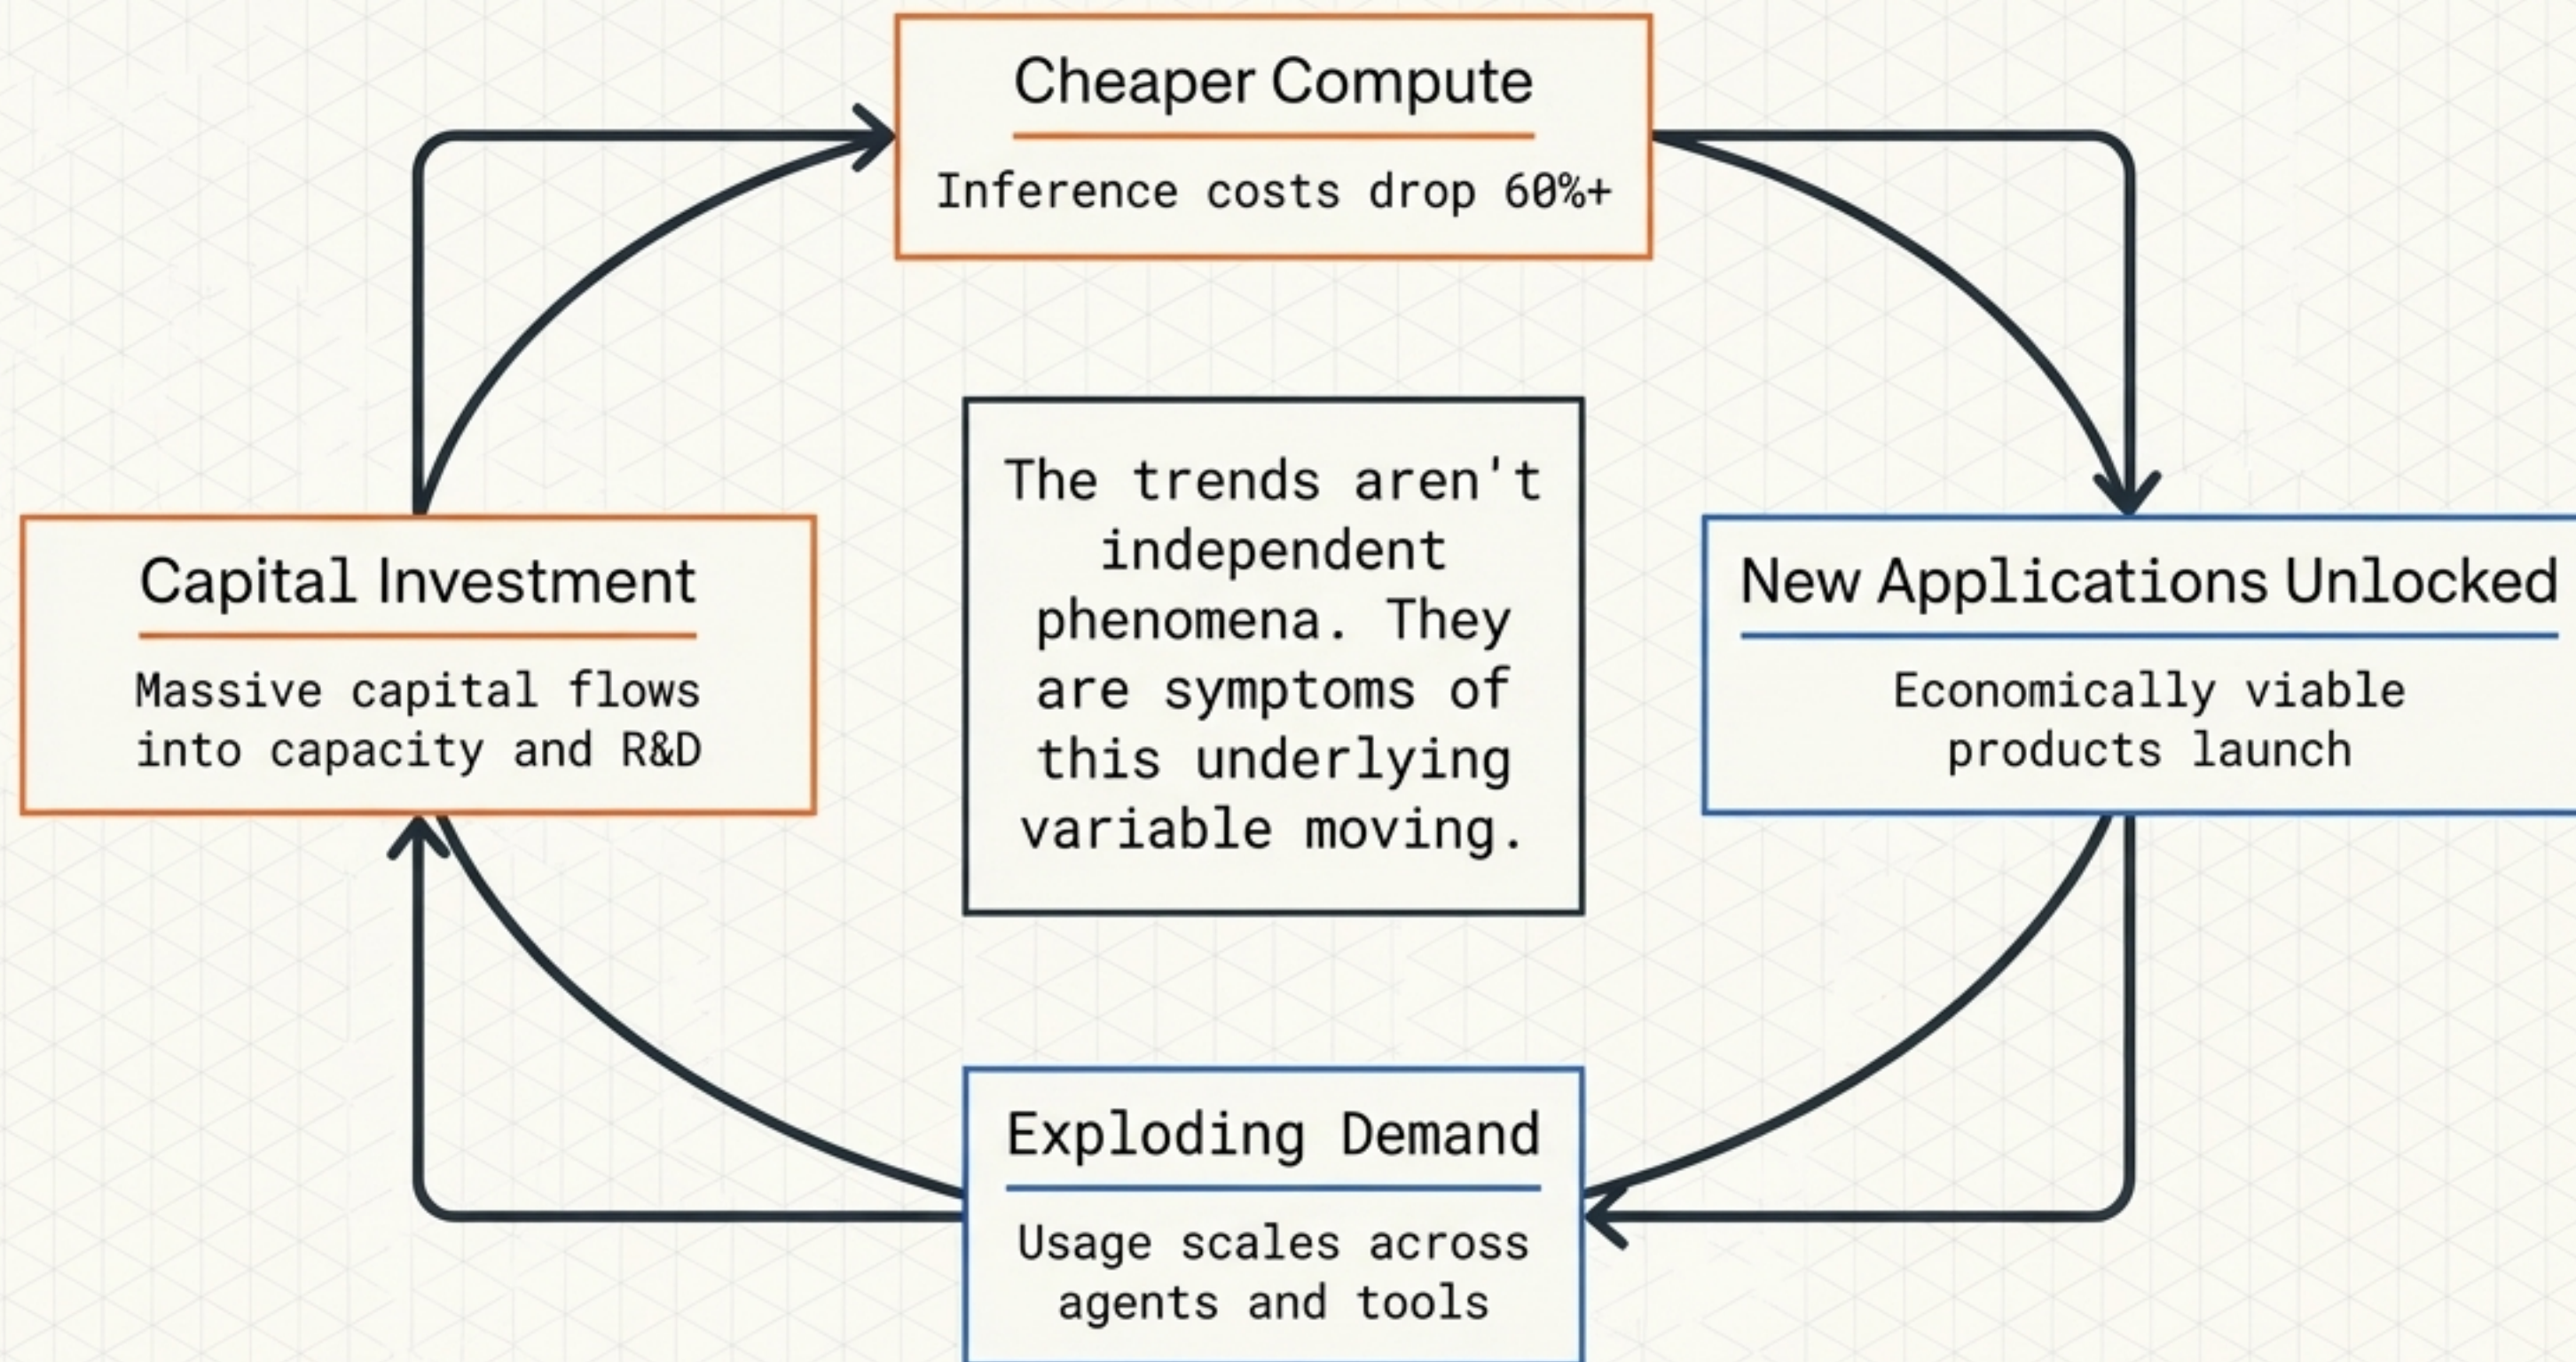 Cheaper Compute
Inference costs drop 60%+
Capital Investment
Massive capital flows
into capacity and R&D
The trends aren't
independent
phenomena. They
are symptoms of
this underlying
variable moving.
New Applications Unlocked
Economically viable
products launch
Exploding Demand
Usage scales across
agents and tools